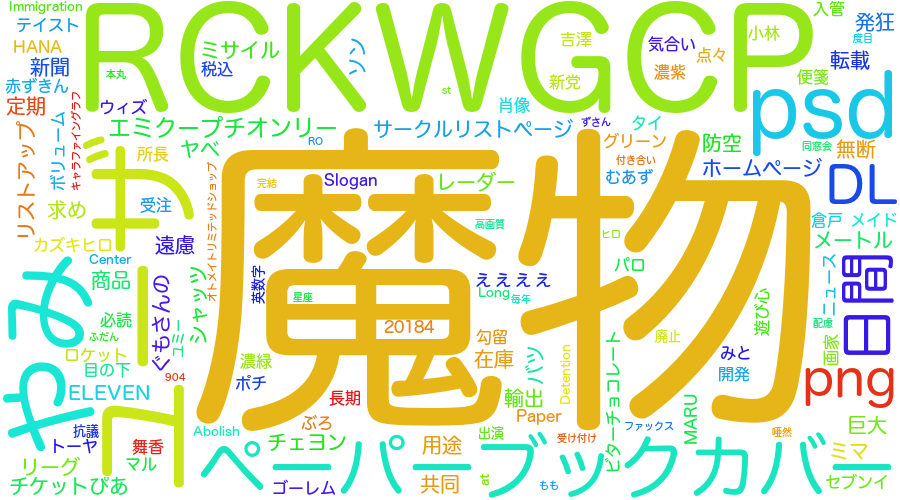 Immigration
テイスト
HANA
新聞
赤ずきん
定期
本丸
ウィズ
RCKWGCP
ミサイル
税込
ソン
st
吉澤
新党
気合い
濃紫
小林
点々
入管
発狂
度目
転載
便箋
psd
肖像
ずさん
タイ
グリーン
付き合い
むあず
防空
同窓会
無断
ホームページ
DL
リストアップ
ボリューム
キャラファイングラフ
エミクープチオンリー
サークルリストページ
RO
ヤベ
所長
ユーザー
求め
受注
カズキヒロ
Center
遠慮
オトメイトリミテッドショップ
完結
Slogan
レーダー
高画質
魔物
ヒロ
パロ
倉戸
メイド
メートル
ニュース
日間
商品
シャッツ
ぐもさんの
英数字
星座
ええええ
Long
毎年
遊び心
配慮
画家
必読
ふだん
ユミー
やみ
ロケット
目の下
濃緑
ポチ
20184
勾留
在庫
バツ
Detention
ビターチョコレート
廃止
みと
開発
png
ELEVEN
904
長期
輸出
Paper
MARU
巨大
抗議
トーヤ
舞香
マル
Abolish
ぶろ
チェヨン
用途
出演
受け付け
ファックス
唖然
ミマ
リーグ
チケットぴあ
ペーパーブックカバー
ゴーレム
共同
at
もも
セブンイ